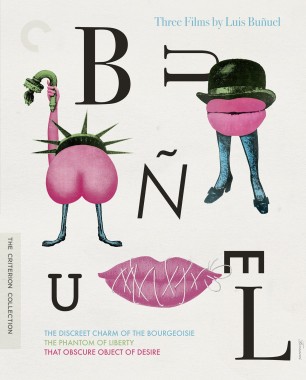 Three Films by Luis Buñuel
B
U
Ñ
U
E
L
THE DISCREET CHARM OF THE BOURGEOISIE
THE PHANTOM OF LIBERTY
THAT OBSCURE OBJECT OF DESIRE
THE CRITERION COLLECTION